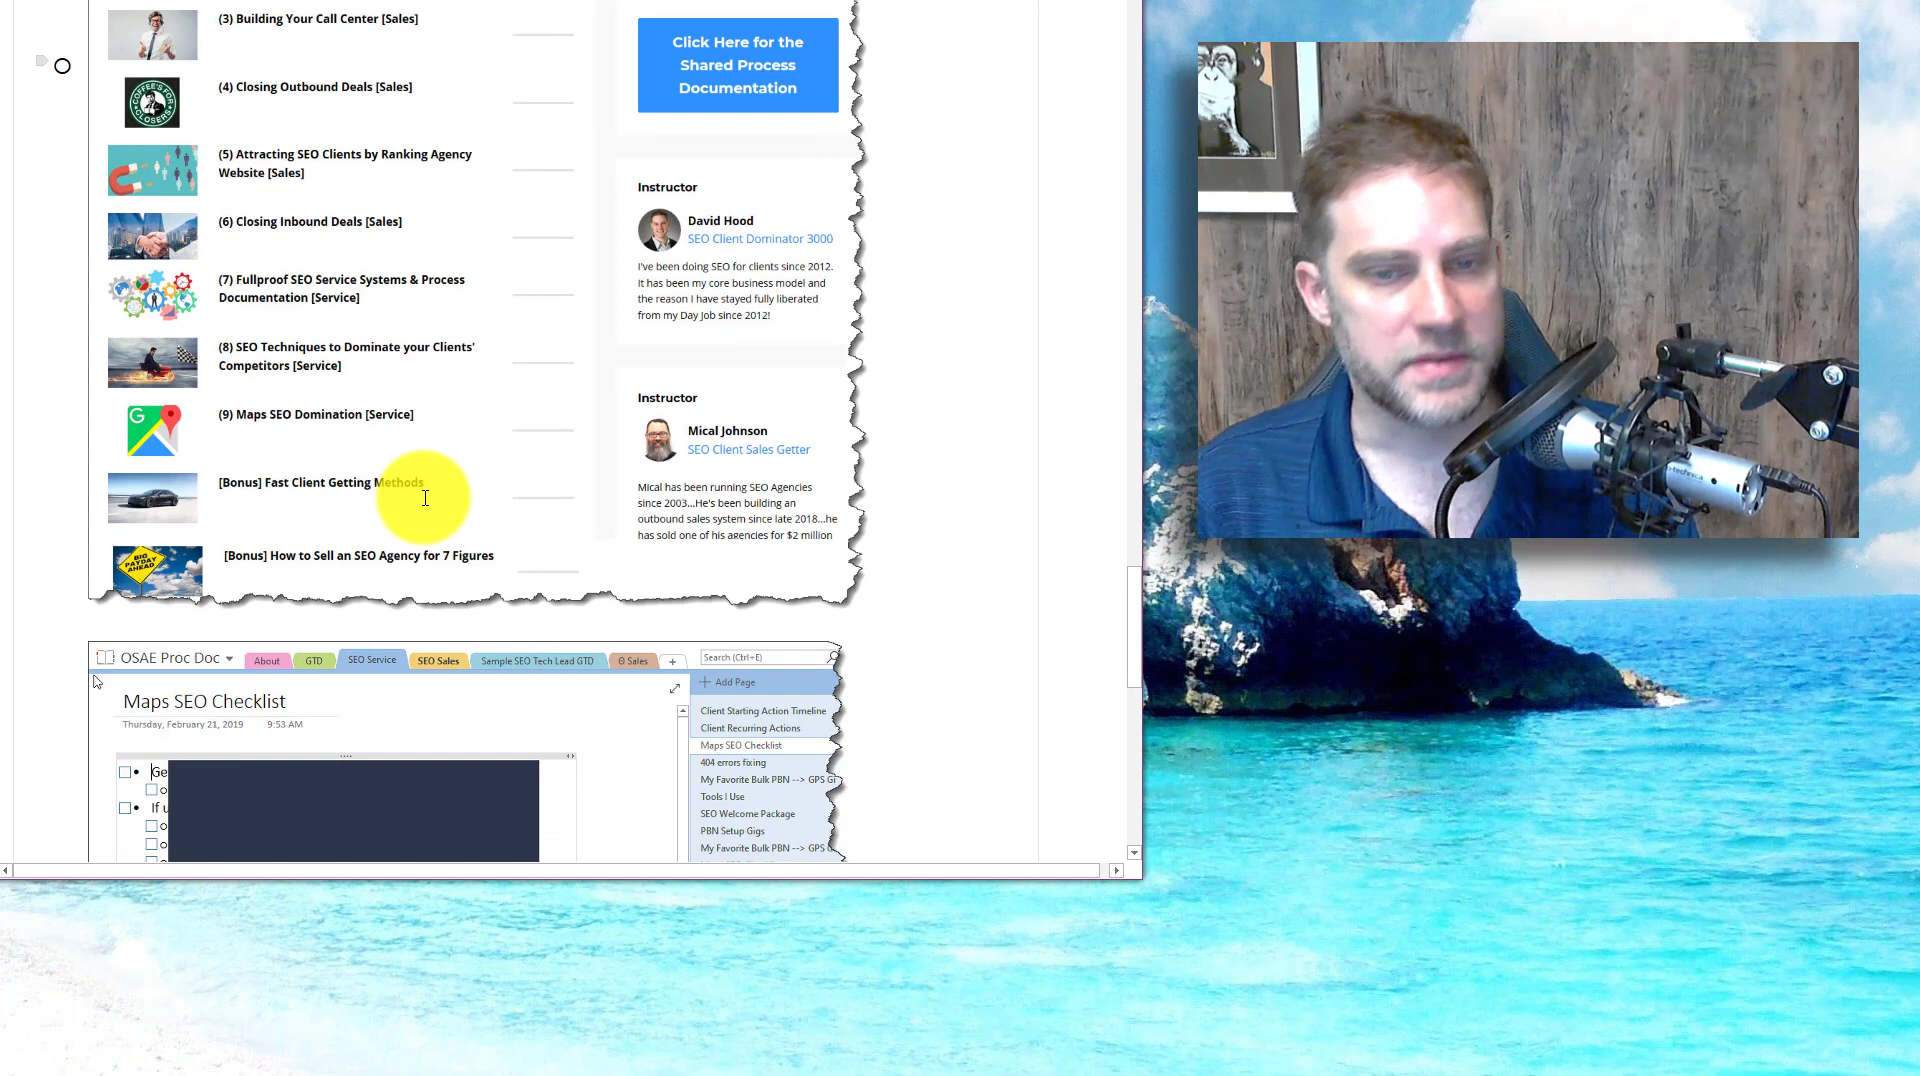 (3) Building Your Call Center [Sales]
(4) Closing Outbound Deals [Sales]
COFFEE'S FOR CLOSERS
(5) Attracting SEO Clients by Ranking Agency
Website [Sales]
(6) Closing Inbound Deals [Sales]
(7) Fullproof SEO Service Systems & Process
Documentation [Service]
(8) SEO Techniques to Dominate your Clients'
Competitors [Service]
G
(9) Maps SEO Domination [Service]
[Bonus] Fast Client Getting Methods
BIG
PAYDAY
AHEAD
[Bonus] How to Sell an SEO Agency for 7 Figures
Click Here for the
Shared Process
Documentation
Instructor
David Hood
SEO Client Dominator 3000
I've been doing SEO for clients since 2012.
It has been my core business model and
the reason I have stayed fully liberated
from my Day Job since 2012!
Instructor
Mical Johnson
SEO Client Sales Getter
Mical has been running SEO Agencies
since 2003...He's been building an
outbound sales system since late 2018...he
has sold one of his agencies for $2 million
OSAE Proc Doc
About
GTD
SEO Service
SEO Sales
Sample SEO Tech Lead GTD
Θ Sales
+
Search (Ctrl+E)
Maps SEO Checklist
Thursday, February 21, 2019 9:53 AM
Ge
If u
Add Page
Client Starting Action Timeline
Client Recurring Actions
Maps SEO Checklist
404 errors fixing
My Favorite Bulk PBN --> GPS Gi
Tools I Use
SEO Welcome Package
PBN Setup Gigs
My Favorite Bulk PBN --> GPS
technica